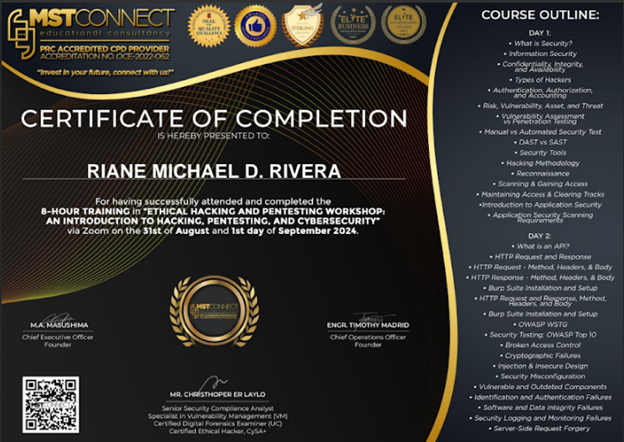 MSTCONNECT
educational consultancy
PRC ACCREDITED CPD PROVIDER
ACCREDITATION NO. OCE-2022-062
"Invest in your future, connect with us!"
SEAL OF QUALITY EXCELLENCE
STERLING
ELITE
BUSINESS
ELITE
CERTIFICATE OF COMPLETION
IS HEREBY PRESENTED TO:
RIANE MICHAEL D. RIVERA
For having successfully attended and completed the
8-HOUR TRAINING in "ETHICAL HACKING AND PENTESTING WORKSHOP:
AN INTRODUCTION TO HACKING, PENTESTING, AND CYBERSECURITY"
via Zoom on the 31st of August and 1st day of September 2024.
MSTCONNECT
M.A. MASUSHIMA
Chief Executive Officer
Founder
ENGR. TIMOTHY MADRID
Chief Operations Officer
Founder
MR. CHRISTHOPER ER LAYLO
Senior Security Compliance Analyst
Specialist in Vulnerability Management [VM]
Certified Digital Forensics Examiner [UC]
Certified Ethical Hacker, CySA+
COURSE OUTLINE:
DAY 1:
• What is Security?
• Information Security
• Confidentiality, Integrity,
and Availability
• Types of Hackers
• Authentication, Authorization,
and Accounting
• Risk, Vulnerability, Asset, and Threat
• Vulnerability Assessment
vs Penetration Testing
• Manual vs Automated Security Test
• DAST vs SAST
• Security Tools
• Hacking Methodology
• Reconnaissance
• Scanning & Gaining Access
• Maintaining Access & Clearing Tracks
• Introduction to Application Security
• Application Security Scanning
Requirements
DAY 2:
• What is an API?
• HTTP Request and Response
• HTTP Request - Method, Headers, & Body
• HTTP Response - Method, Headers, & Body
• Burp Suite Installation and Setup
• HTTP Request and Response, Method,
Headers, and Body
• Burp Suite Installation and Setup
• OWASP WSTG
• Security Testing: OWASP Top 10
• Broken Access Control
• Cryptographic Failures
• Injection & Insecure Design
• Security Misconfiguration
• Vulnerable and Outdated Components
• Identification and Authentication Failures
• Software and Data Integrity Failures
• Security Logging and Monitoring Failures
• Server-Side Request Forgery